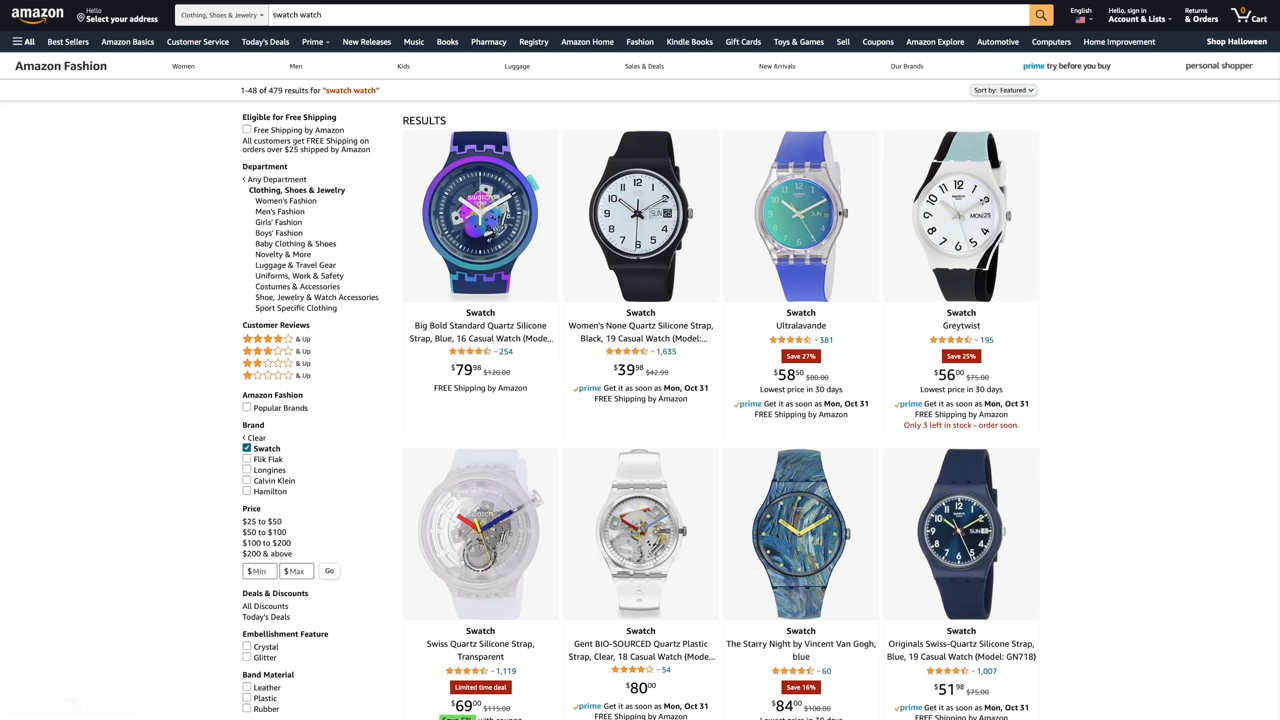 amazon
Hello
Select your address
Clothing, Shoes & Jewelry
swatch watch
English
Hello, sign in
Account & Lists
Returns
& Orders
0
Cart
All
Best Sellers
Amazon Basics
Customer Service
Today's Deals
Prime
New Releases
Music
Books
Pharmacy
Registry
Amazon Home
Fashion
Kindle Books
Gift Cards
Toys & Games
Sell
Coupons
Amazon Explore
Automotive
Computers
Home Improvement
Shop Halloween
Amazon Fashion
Women
Men
Kids
Luggage
Sales & Deals
New Arrivals
Our Brands
prime try before you buy
personal shopper
1-48 of 479 results for "swatch watch"
Sort by: Featured
Eligible for Free Shipping
Free Shipping by Amazon
All customers get FREE Shipping on
orders over $25 shipped by Amazon
Department
Any Department
Clothing, Shoes & Jewelry
Women's Fashion
Men's Fashion
Girls' Fashion
Boys' Fashion
Baby Clothing & Shoes
Novelty & More
Luggage & Travel Gear
Uniforms, Work & Safety
Costumes & Accessories
Shoe, Jewelry & Watch Accessories
Sport Specific Clothing
Customer Reviews
& Up
& Up
& Up
& Up
Amazon Fashion
Popular Brands
Brand
Clear
Swatch
Flik Flak
Longines
Calvin Klein
Hamilton
Price
$25 to $50
$50 to $100
$100 to $200
$200 & above
$ Min
$ Max
Go
Deals & Discounts
All Discounts
Today's Deals
Embellishment Feature
Crystal
Glitter
Band Material
Leather
Plastic
Rubber
RESULTS
Swatch
Big Bold Standard Quartz Silicone
Strap, Blue, 16 Casual Watch (Mode...
254
$7998 $120.00
FREE Shipping by Amazon
Swatch
Women's None Quartz Silicone Strap,
Black, 19 Casual Watch (Model:...
1,635
$3998 $42.99
prime Get it as soon as Mon, Oct 31
FREE Shipping by Amazon
Swatch
Ultralavande
381
Save 27%
$5850 $80.00
Lowest price in 30 days
prime Get it as soon as Mon, Oct 31
FREE Shipping by Amazon
Swatch
Greytwist
195
Save 25%
$5600 $75.00
Lowest price in 30 days
prime Get it as soon as Mon, Oct 31
FREE Shipping by Amazon
Only 3 left in stock - order soon.
Swatch
Swiss Quartz Silicone Strap,
Transparent
1,119
Limited time deal
$6900 $115.00
Swatch
Gent BIO-SOURCED Quartz Plastic
Strap, Clear, 18 Casual Watch (Mode...
54
$8000
prime Get it as soon as Mon, Oct 31
FREE Shipping by Amazon
Swatch
The Starry Night by Vincent Van Gogh,
blue
60
Save 16%
$8400 $100.00
Lowest price in 30 days
Swatch
Originals Swiss-Quartz Silicone Strap,
Blue, 19 Casual Watch (Model: GN718)
1,007
$5198 $75.00
prime Get it as soon as Mon, Oct 31
FREE Shipping by Amazon